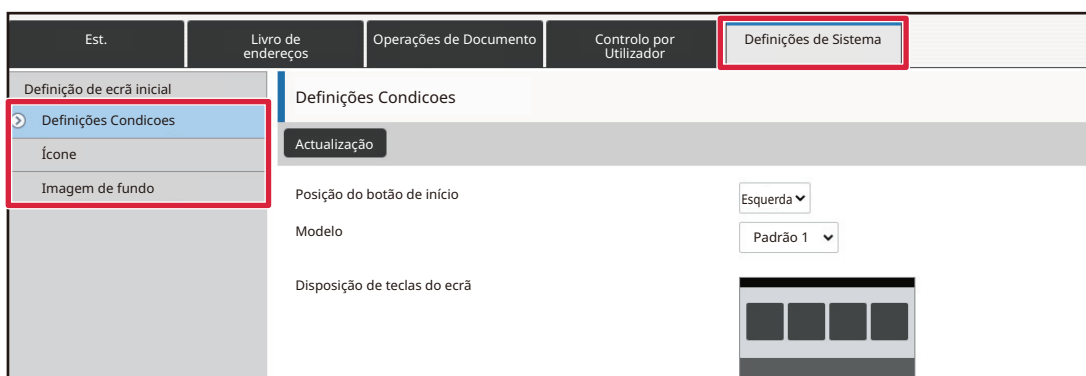 Est.
Livro de
endereços
Operações de Documento
Controlo por
Utilizador
Definições de Sistema
Definição de ecrã inicial
Definições Condicoes
Ícone
Imagem de fundo
Definições Condicoes
Actualização
Posição do botão de início
Esquerda
Modelo
Padrão 1
Disposição de teclas do ecrã